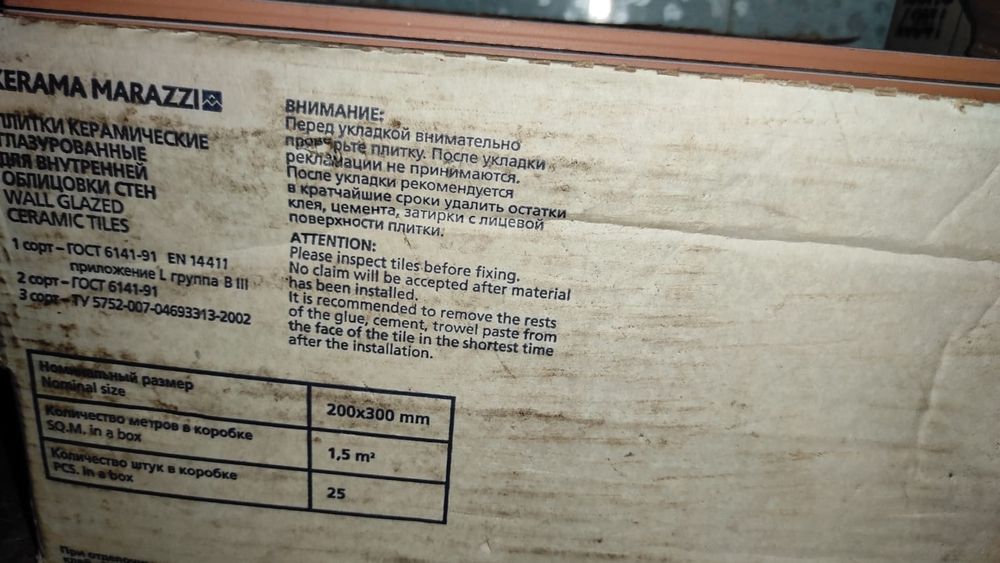 KERAMA MARAZZI
ПЛИТКИ КЕРАМИЧЕСКИЕ
ГЛАЗУРОВАННЫЕ
ДЛЯ ВНУТРЕННЕЙ
ОБЛИЦОВКИ СТЕН
WALL GLAZED
CERAMIC TILES
1 сорт – ГОСТ 6141-91 EN 14411
приложение L группа B III
2 сорт – ГОСТ 6141-91
3 сорт – ТУ 5752-007-04693313-2002
ВНИМАНИЕ:
Перед укладкой внимательно
проверьте плитку. После укладки
рекламации не принимаются.
После укладки рекомендуется
в кратчайшие сроки удалить остатки
клея, цемента, затирки с лицевой
поверхности плитки.
ATTENTION:
Please inspect tiles before fixing.
No claim will be accepted after material
has been installed.
It is recommended to remove the rests
of the glue, cement, trowel paste from
the face of the tile in the shortest time
after the installation.
Номинальный размер
Nominal size
200x300 mm
Количество метров в коробке
SQ.M. in a box
1,5 m²
Количество штук в коробке
PCS. in a box
25
При